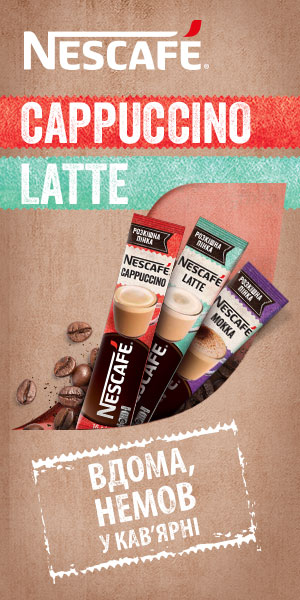 NESCAFÉ
CAPPUCCINO
LATTE
РОЗКІШНА
ПІНКА
NESCAFÉ
CAPPUCCINO
NESCAFÉ
РОЗКІШНА
ПІНКА
NESCAFÉ
LATTE
РОЗКІШНА
ПІНКА
NESCAFÉ
МОККА
ВДОМА,
НЕМОВ
У КАВ'ЯРНІ